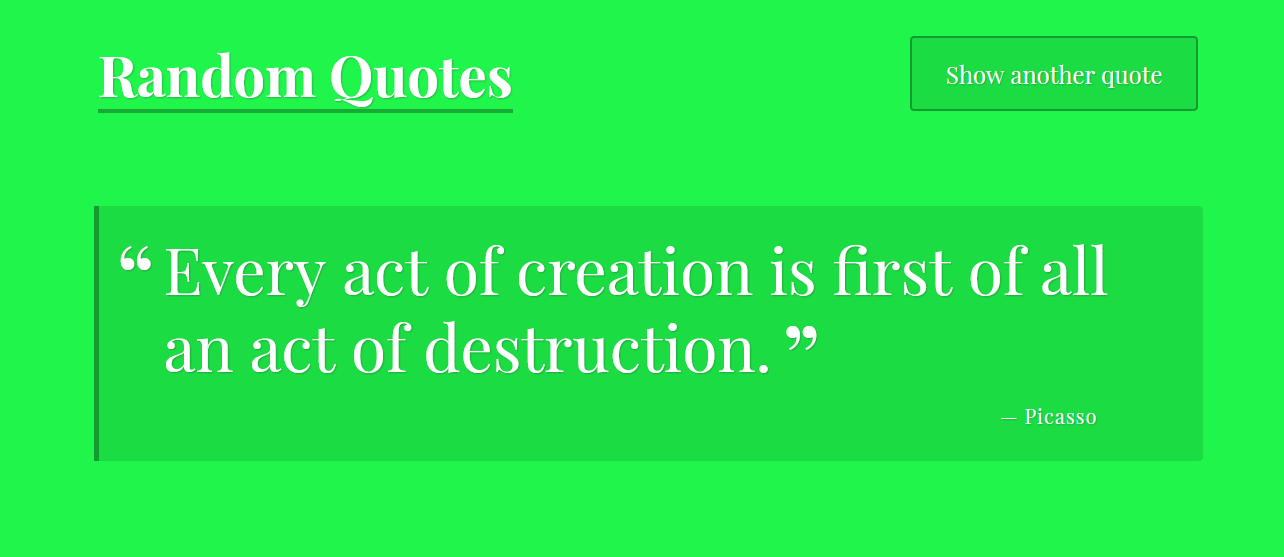 Random Quotes
Show another quote
“ Every act of creation is first of all
an act of destruction. ”
— Picasso